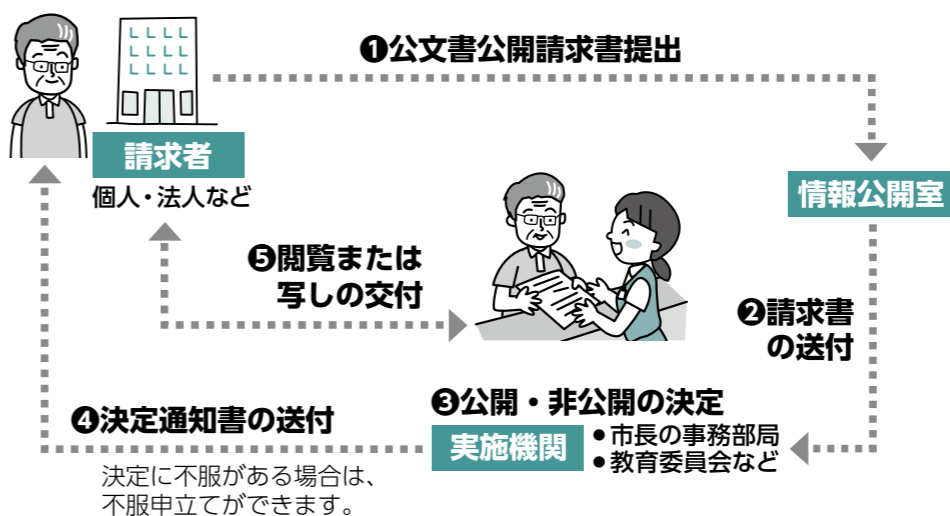 ❶公文書公開請求書提出
請求者
個人・法人など
情報公開室
❷請求書
の送付
❸公開・非公開の決定
実施機関
●市長の事務部局
●教育委員会など
❹決定通知書の送付
決定に不服がある場合は、
不服申立てができます。
❺閲覧または
写しの交付